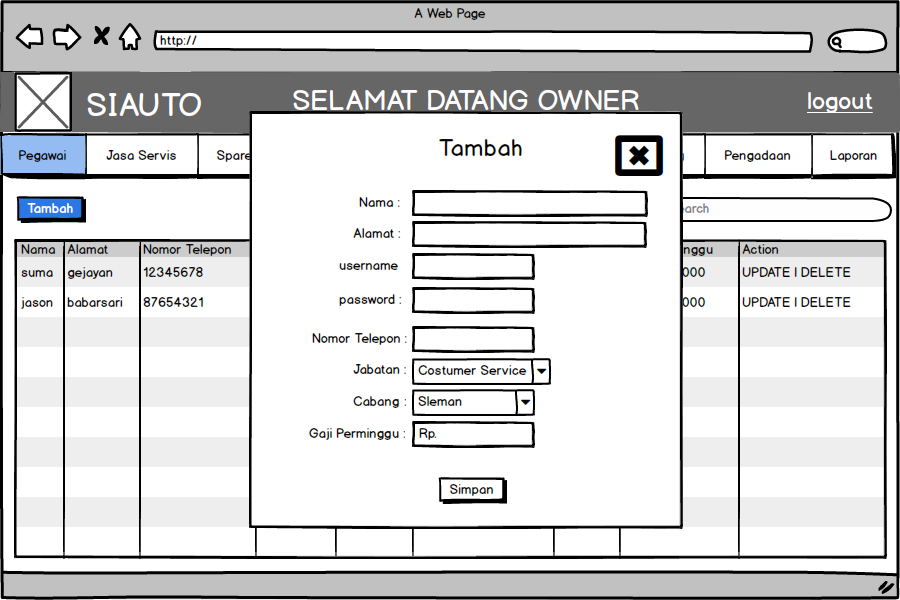 A Web Page
http://
SIAUTO
SELAMAT DATANG OWNER
logout
Pegawai
Jasa Servis
Spare
Pengadaan
Laporan
Tambah
Tambah
Nama :
Alamat :
username
password :
Nomor Telepon :
Jabatan : Costumer Service
Cabang : Sleman
Gaji Perminggu : Rp.
Simpan
earch
Nama Alamat Nomor Telepon nggu Action
suma gejayan 12345678 000 UPDATE | DELETE
jason babarsari 87654321 000 UPDATE | DELETE